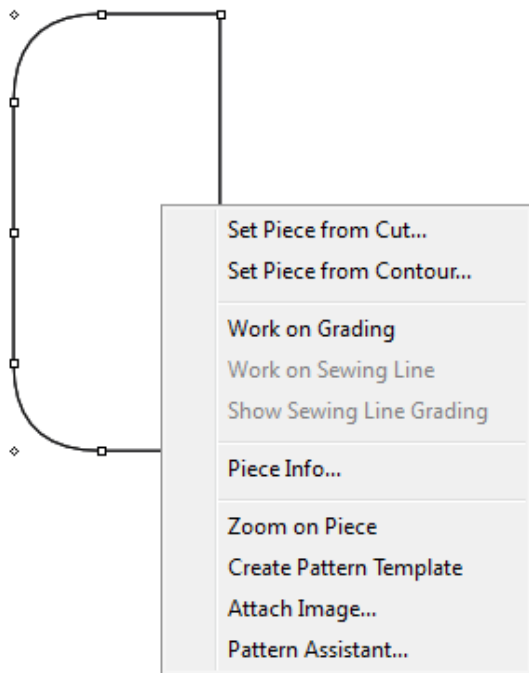 Set Piece from Cut...
Set Piece from Contour...
Work on Grading
Work on Sewing Line
Show Sewing Line Grading
Piece Info...
Zoom on Piece
Create Pattern Template
Attach Image...
Pattern Assistant...